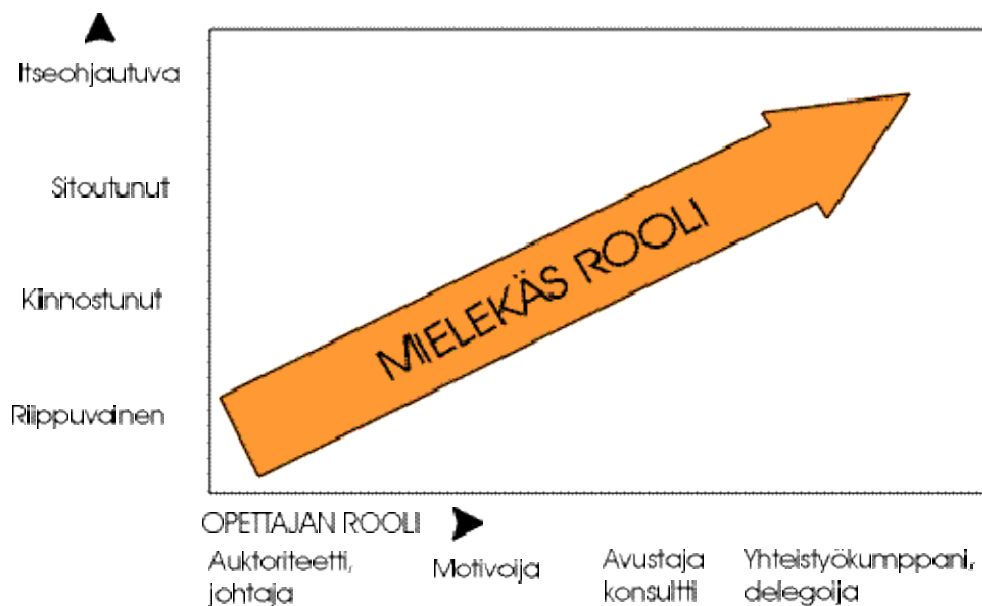 Itseohjautuva
Sitoutunut
Kiinnostunut
Riippuvainen
MIELEKÄS ROOLI
OPETTAJAN ROOLI
Auktoriteetti,
johtaja
Motivoija
Avustaja
konsultti
Yhteistyökumppani,
delegoija